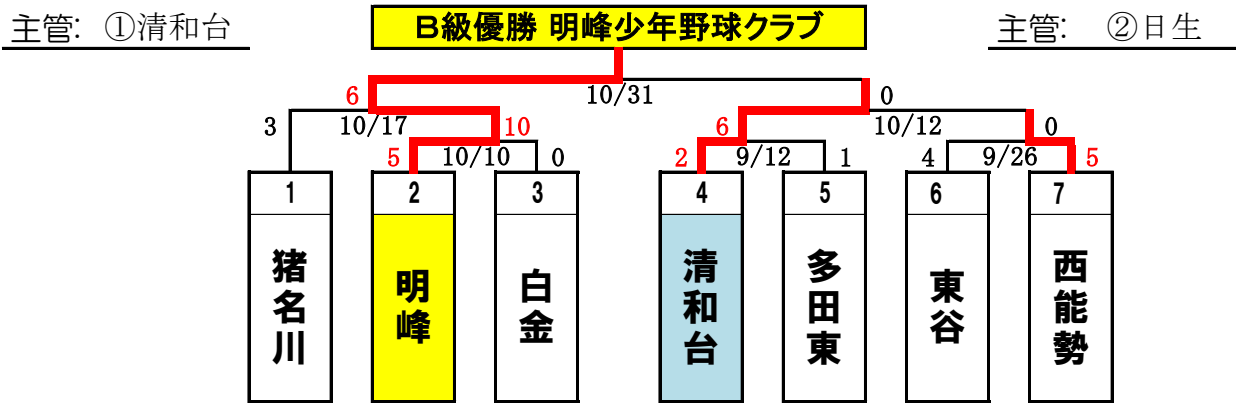 主管: ①清和台
B級優勝 明峰少年野球クラブ
主管: ②日生
6 10/31 0
3 10/17 10 6 10/12 0
5 10/10 0 2 9/12 1 4 9/26 5
1 2 3 4 5 6 7
猪名川
明峰
白金
清和台
多田東
東谷
西能勢